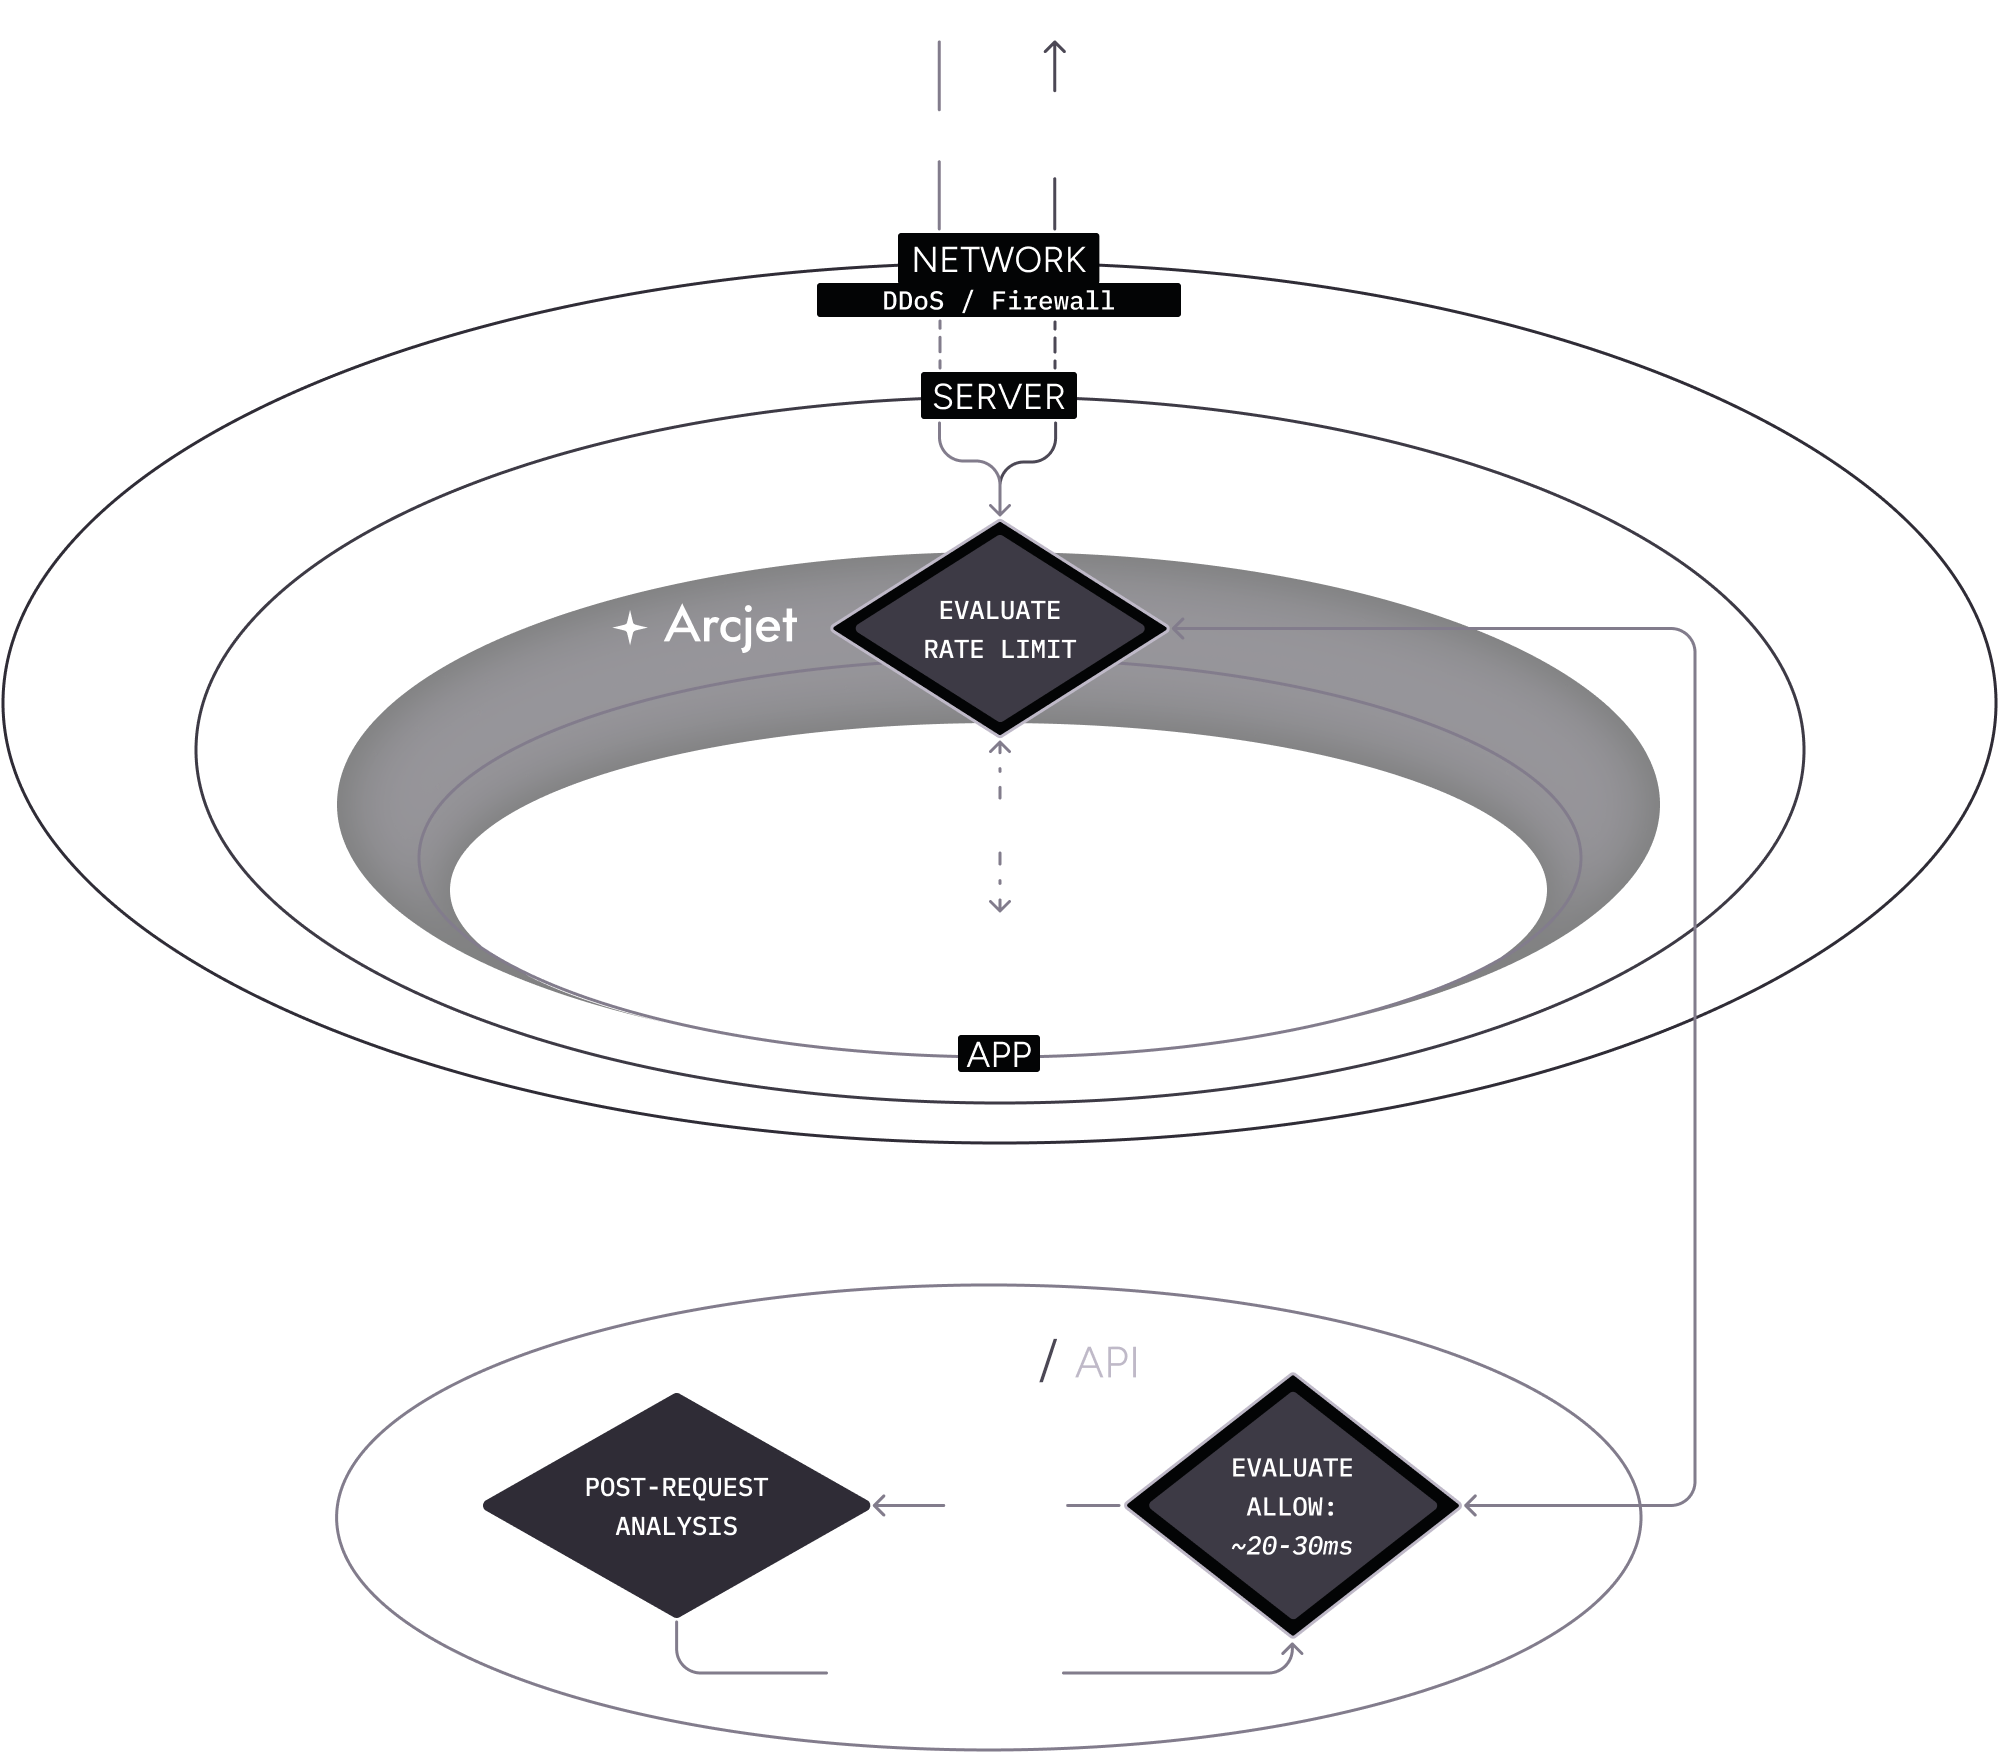 NETWORK
DDoS / Firewall
SERVER
Arcjet
EVALUATE
RATE LIMIT
APP
/ API
POST-REQUEST
ANALYSIS
EVALUATE
ALLOW:
~20-30ms